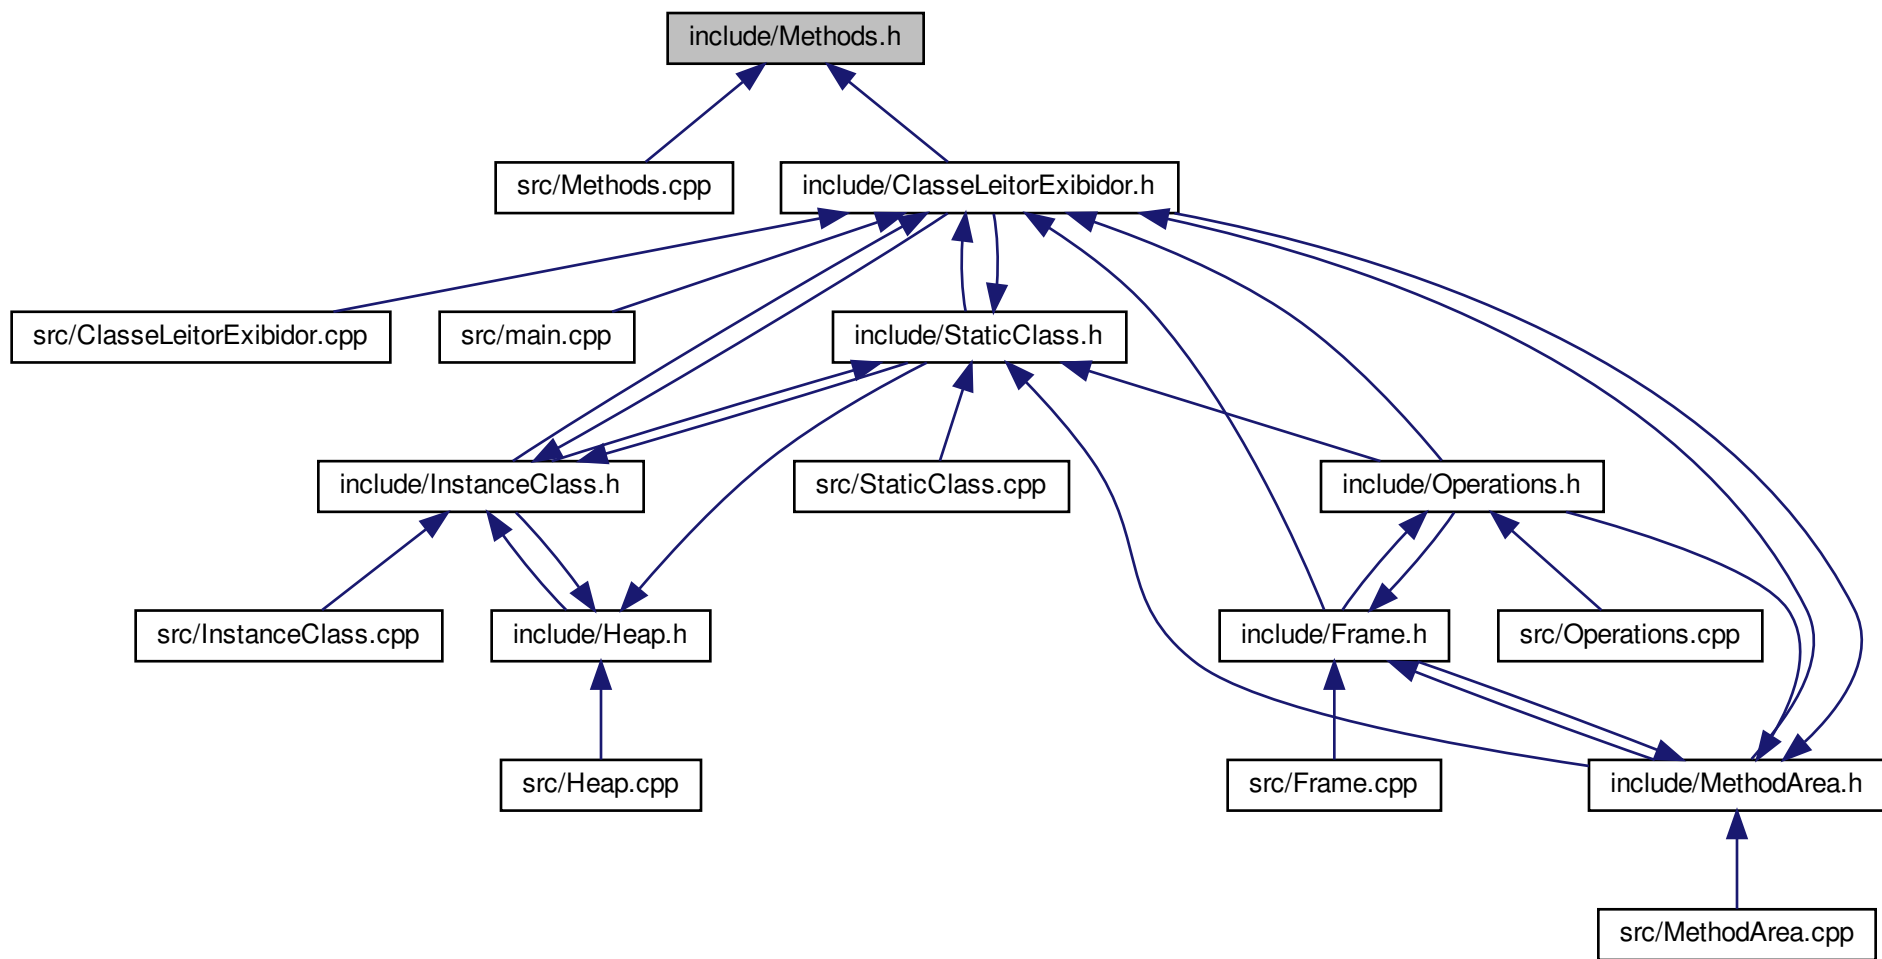 include/Methods.h
src/Methods.cpp
include/ClasseLeitorExibidor.h
src/ClasseLeitorExibidor.cpp
src/main.cpp
include/StaticClass.h
include/InstanceClass.h
src/StaticClass.cpp
include/Operations.h
src/InstanceClass.cpp
include/Heap.h
include/Frame.h
src/Operations.cpp
src/Heap.cpp
src/Frame.cpp
include/MethodArea.h
src/MethodArea.cpp